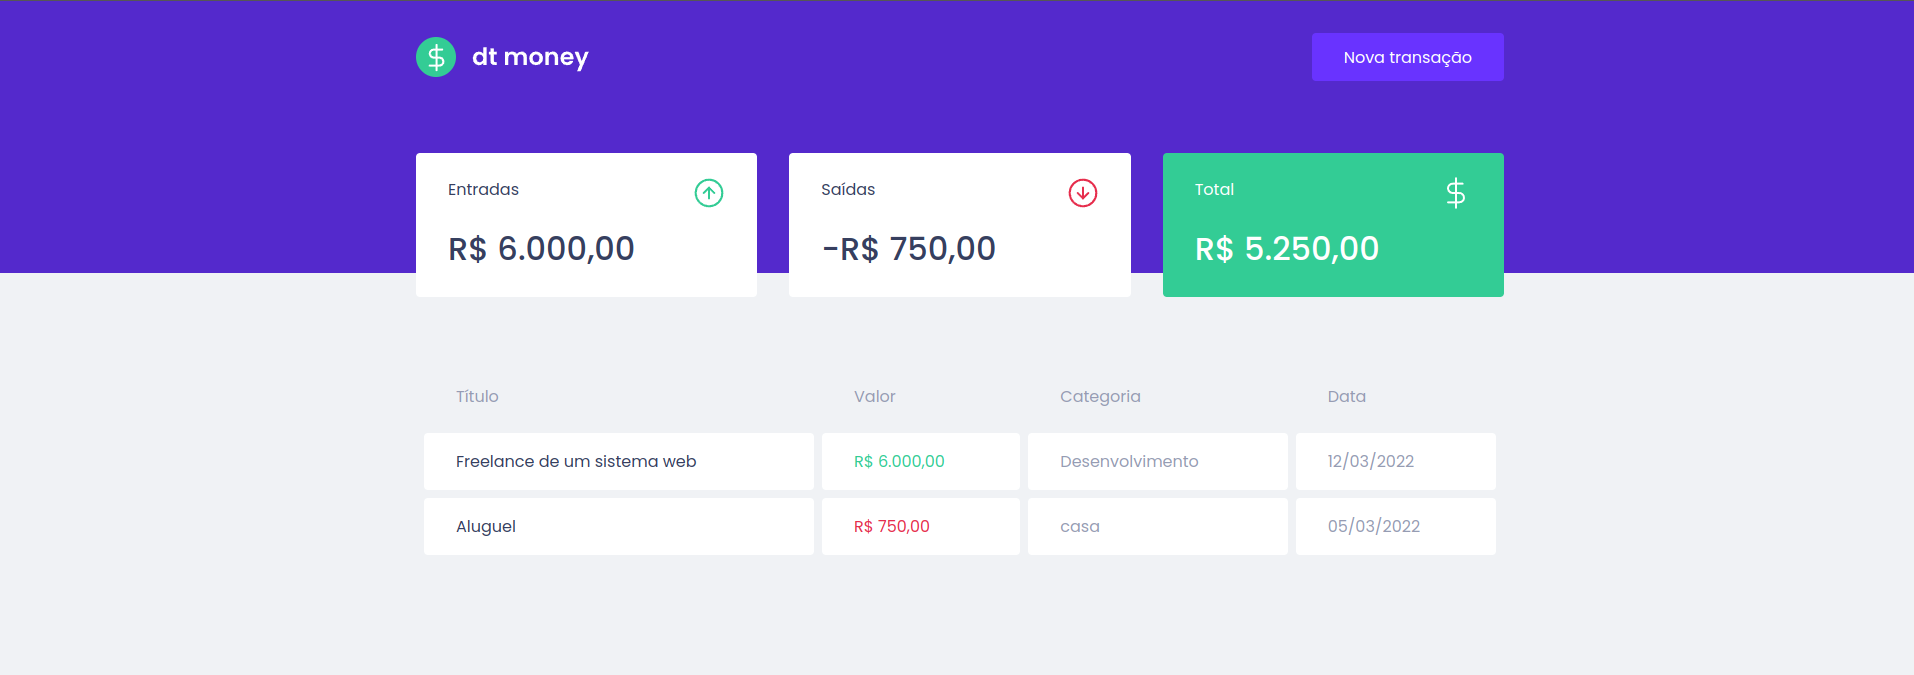 dt money
Nova transação
Entradas
R$ 6.000,00
Saídas
-R$ 750,00
Total
R$ 5.250,00
Título Valor Categoria Data
Freelance de um sistema web R$ 6.000,00 Desenvolvimento 12/03/2022
Aluguel R$ 750,00 casa 05/03/2022